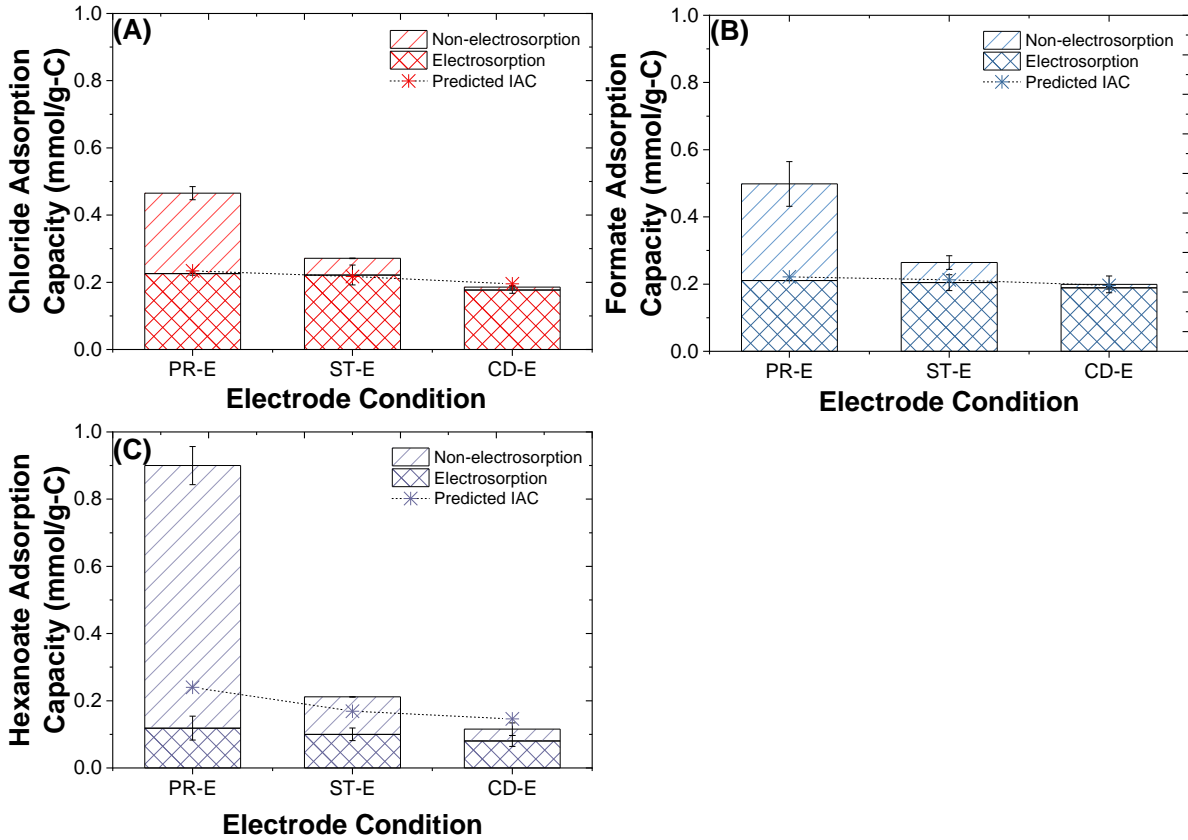 (A)
Chloride Adsorption
Capacity (mmol/g-C)
1.0
0.8
0.6
0.4
0.2
0.0
Non-electrosorption
Electrosorption
Predicted IAC
PR-E ST-E CD-E
Electrode Condition
(B)
Formate Adsorption
Capacity (mmol/g-C)
1.0
0.8
0.6
0.4
0.2
0.0
Non-electrosorption
Electrosorption
Predicted IAC
PR-E ST-E CD-E
Electrode Condition
(C)
Hexanoate Adsorption
Capacity (mmol/g-C)
1.0
0.8
0.6
0.4
0.2
0.0
Non-electrosorption
Electrosorption
Predicted IAC
PR-E ST-E CD-E
Electrode Condition